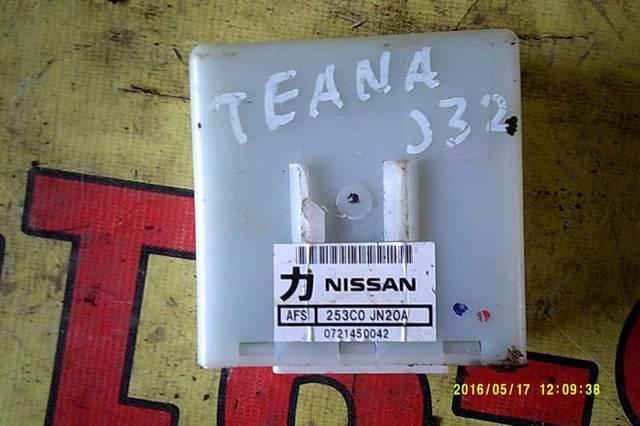 TEANA
J32
力 NISSAN
AFS 253C0 JN20A
0721450042
2016/05/17 12:09:38